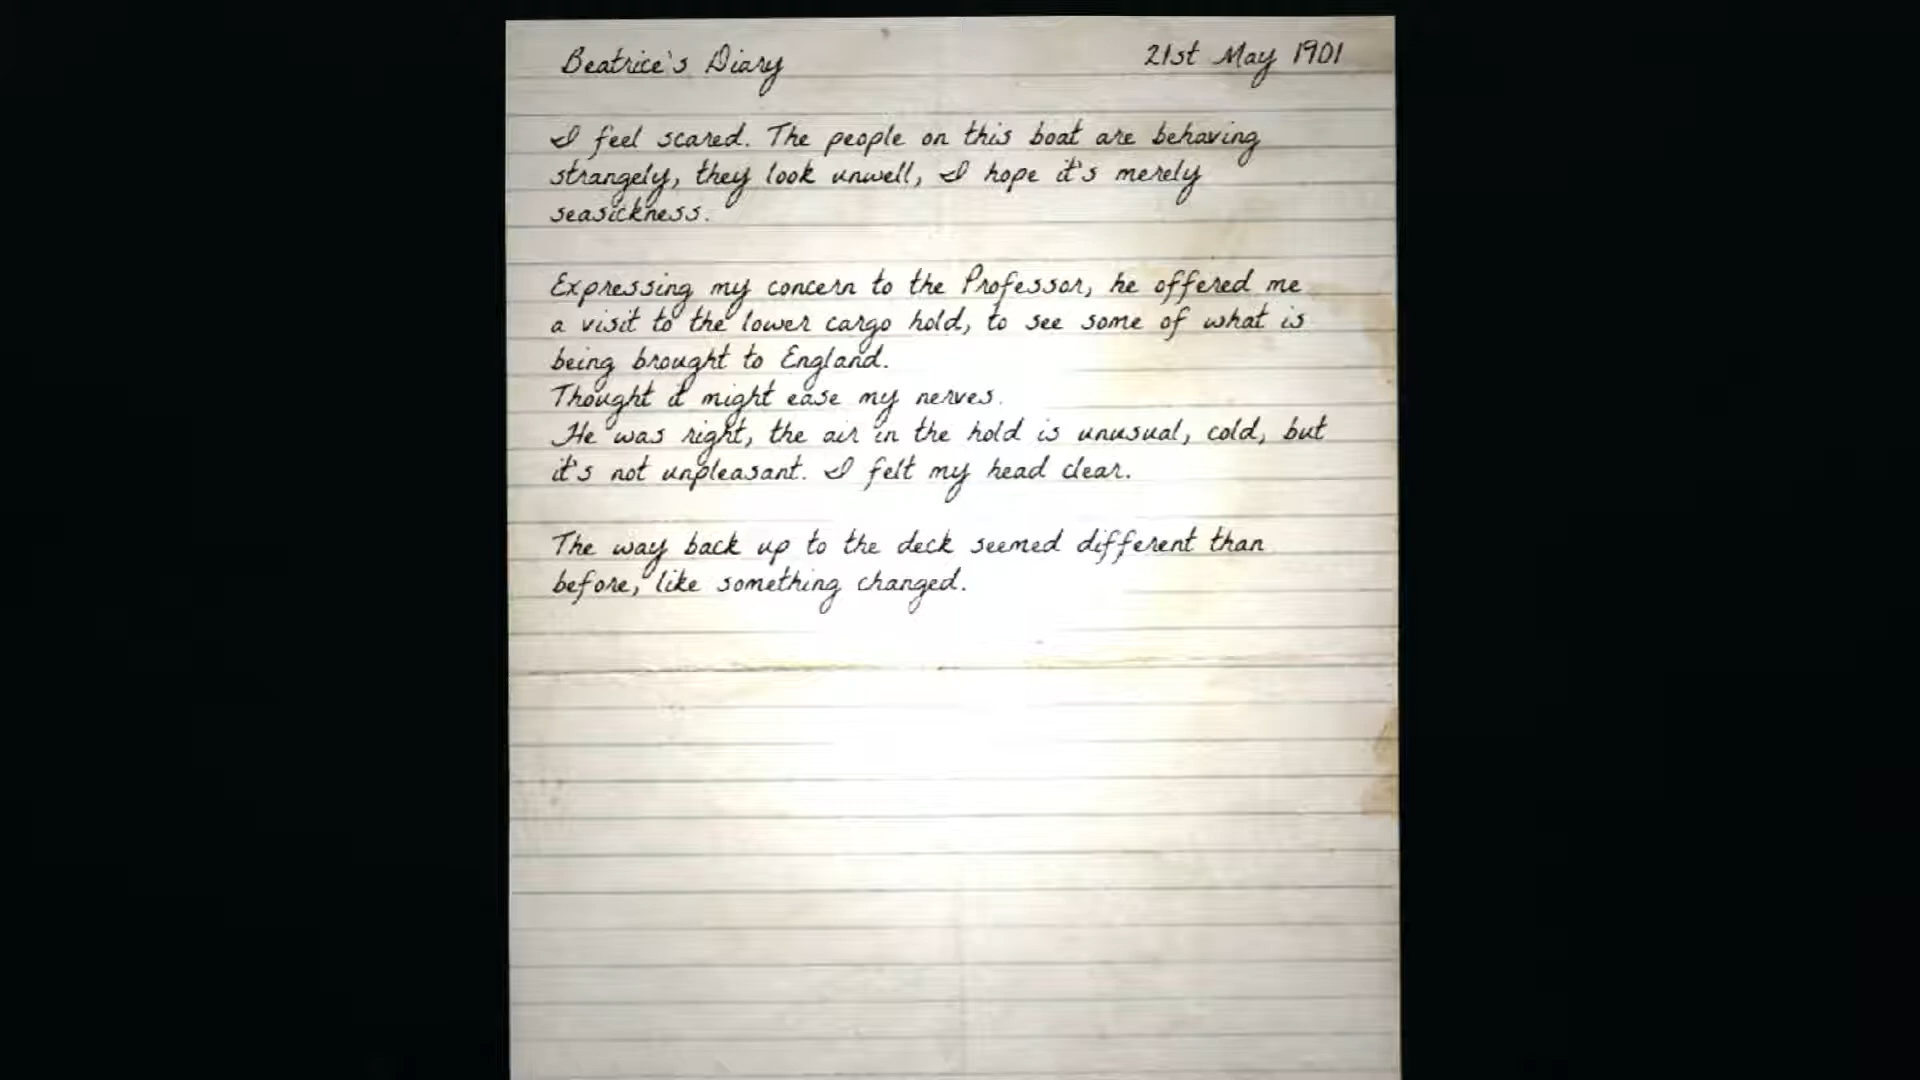 Beatrice's Diary
21st May 1901
I feel scared. The people on this boat are behaving
strangely, they look unwell, I hope it's merely
seasickness.
Expressing my concern to the Professor, he offered me
a visit to the lower cargo hold, to see some of what is
being brought to England.
Thought it might ease my nerves.
He was right, the air in the hold is unusual, cold, but
it's not unpleasant. I felt my head clear.
The way back up to the deck seemed different than
before, like something changed.